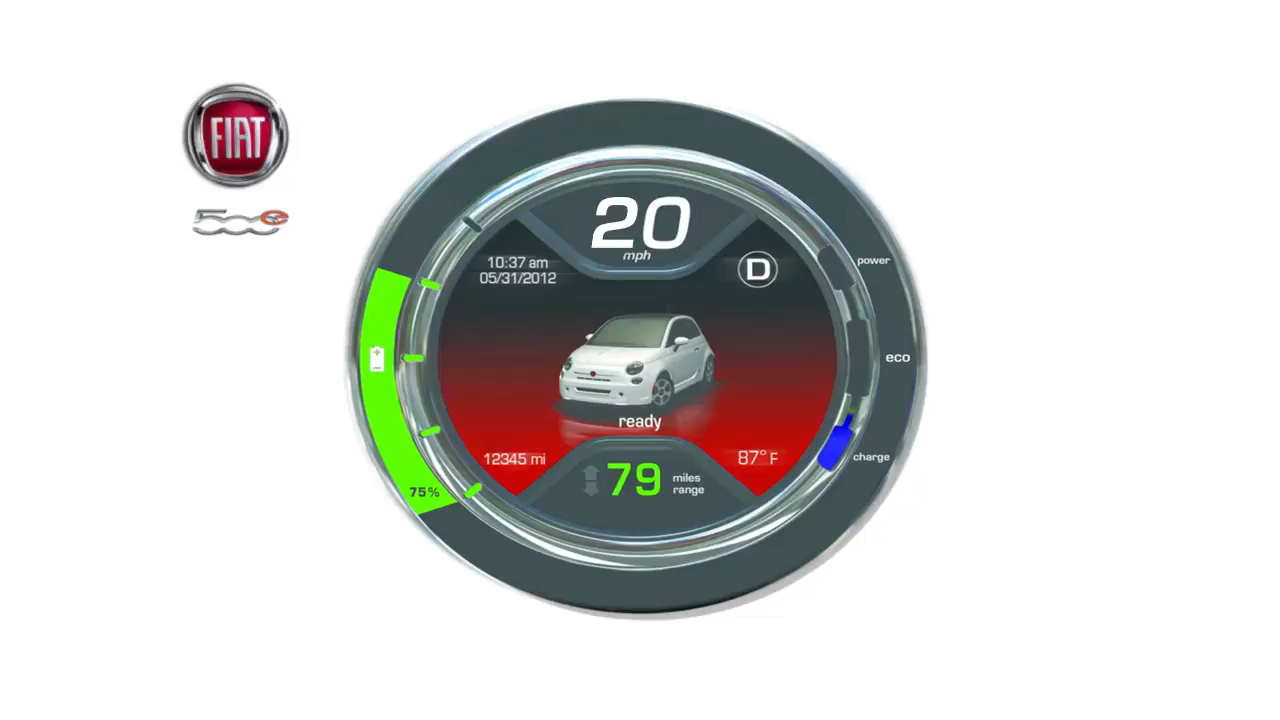 FIAT
500e
20
mph
10:37 am
05/31/2012
D
power
eco
ready
12345 mi
87° F
charge
79
miles
range
75%